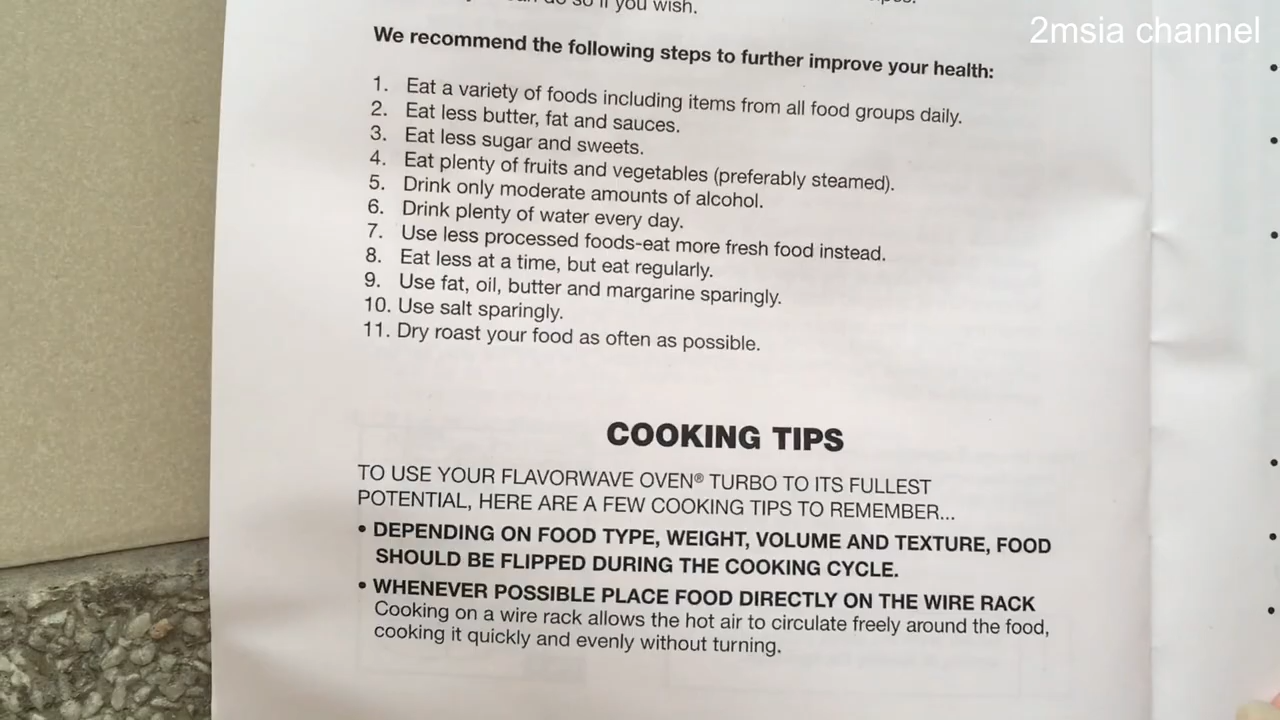 so if you wish.
2msia channel
We recommend the following steps to further improve your health:
1. Eat a variety of foods including items from all food groups daily.
2. Eat less butter, fat and sauces.
3. Eat less sugar and sweets.
4. Eat plenty of fruits and vegetables (preferably steamed).
5. Drink only moderate amounts of alcohol.
6. Drink plenty of water every day.
7. Use less processed foods-eat more fresh food instead.
8. Eat less at a time, but eat regularly.
9. Use fat, oil, butter and margarine sparingly.
10. Use salt sparingly.
11. Dry roast your food as often as possible.
COOKING TIPS
TO USE YOUR FLAVORWAVE OVEN® TURBO TO ITS FULLEST
POTENTIAL, HERE ARE A FEW COOKING TIPS TO REMEMBER...
• DEPENDING ON FOOD TYPE, WEIGHT, VOLUME AND TEXTURE, FOOD
SHOULD BE FLIPPED DURING THE COOKING CYCLE.
• WHENEVER POSSIBLE PLACE FOOD DIRECTLY ON THE WIRE RACK
Cooking on a wire rack allows the hot air to circulate freely around the food,
cooking it quickly and evenly without turning.